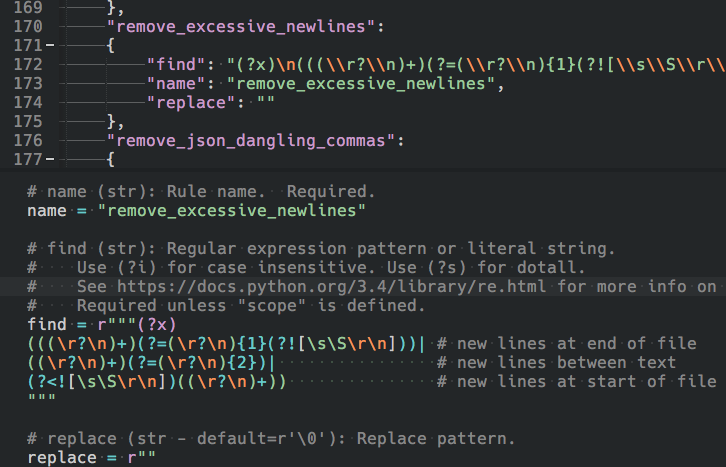 169 },
170 "remove_excessive_newlines":
171 {
172 "find": "(?x)\n(((\\r?\\n)+)(?=(\\r?\\n){1}(?![\\s\\S\\r\\
173 "name": "remove_excessive_newlines",
174 "replace": ""
175 },
176 "remove_json_dangling_commas":
177 {
# name (str): Rule name.  Required.
name = "remove_excessive_newlines"
# find (str): Regular expression pattern or literal string.
#    Use (?i) for case insensitive. Use (?s) for dotall.
#    See https://docs.python.org/3.4/library/re.html for more info on
#    Required unless "scope" is defined.
find = r"""(?x)
(((\r?\n)+)(?=(\r?\n){1}(?![\s\S\r\n]))| # new lines at end of file
((\r?\n)+)(?=(\r?\n){2})|                # new lines between text
(?<![\s\S\r\n])((\r?\n)+))               # new lines at start of file
"""
# replace (str - default=r'\0'): Replace pattern.
replace = r""